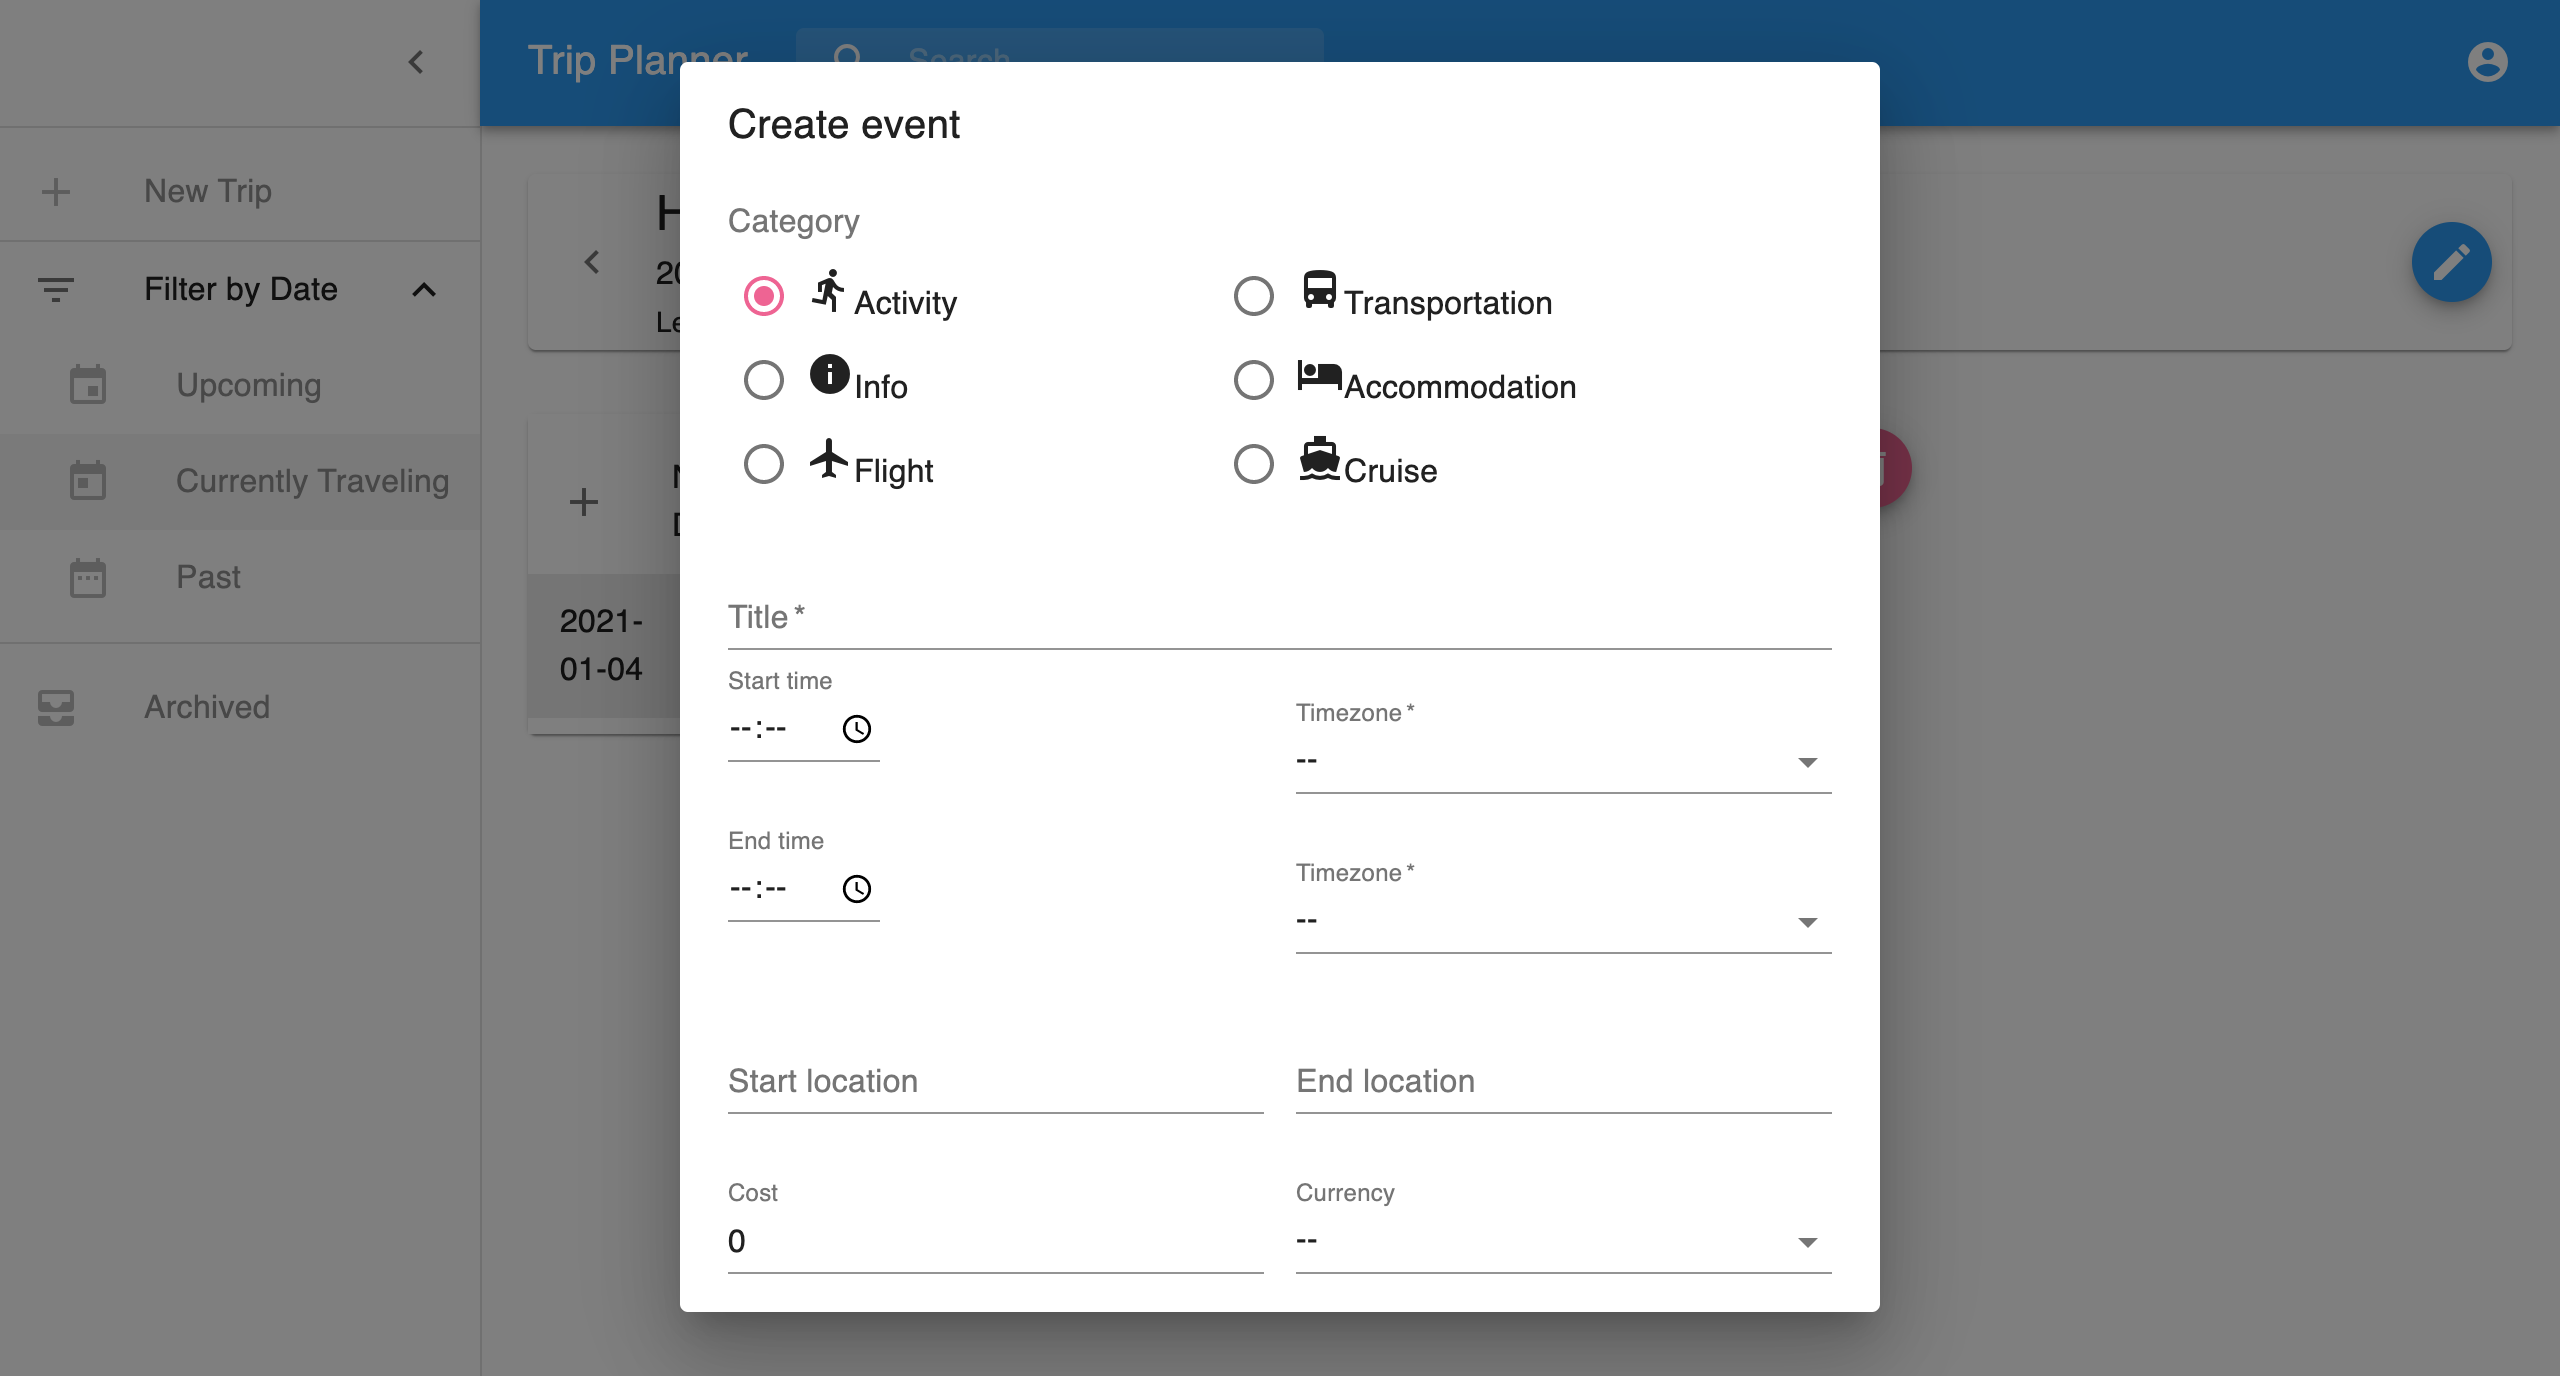 Trip Planner
Search
New Trip
Filter by Date
Upcoming
Currently Traveling
Past
Archived
2021-
01-04
Create event
Category
Activity
Transportation
Info
Accommodation
Flight
Cruise
Title *
Start time
--:--
Timezone *
--
End time
--:--
Timezone *
--
Start location
End location
Cost
0
Currency
--